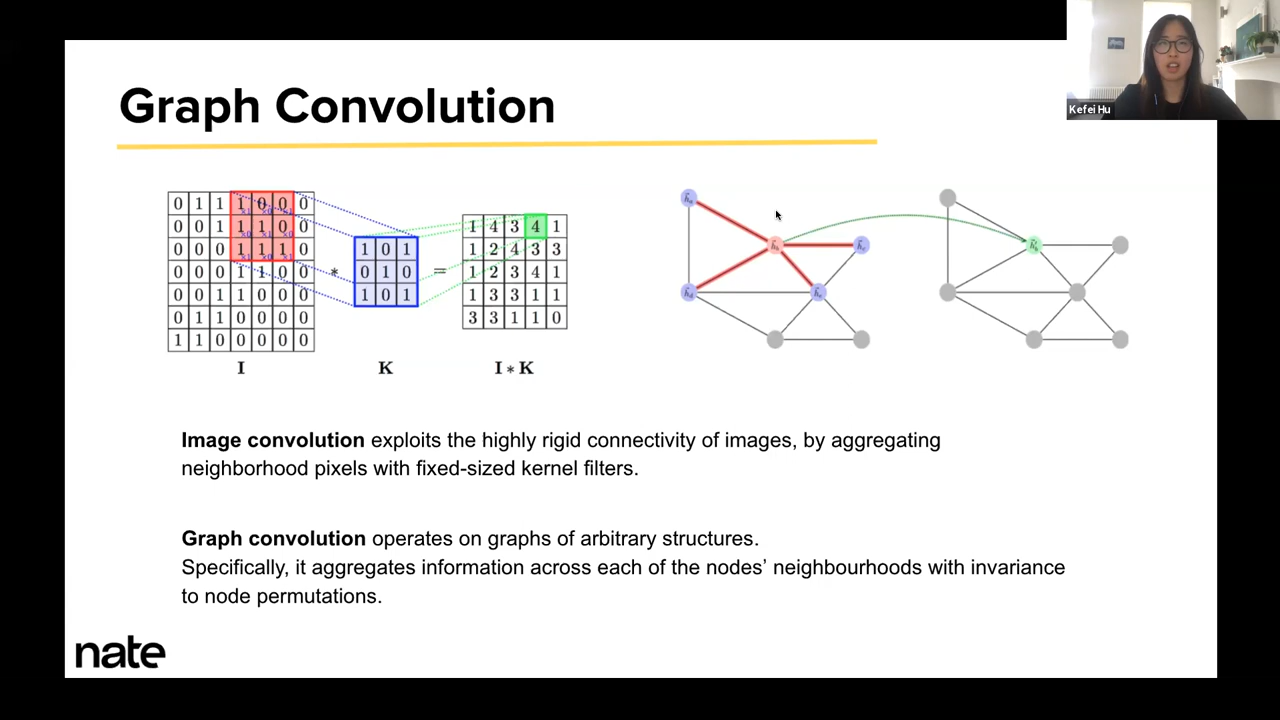 Kefei Hu
Graph Convolution
0 1 1 1 0 0 0
0 0 1 1 1 0 0
0 0 0 1 1 1 0
0 0 0 1 1 0 0
0 0 1 1 0 0 0
0 1 1 0 0 0 0
1 1 0 0 0 0 0
I
*
1 0 1
0 1 0
1 0 1
K
=
1 4 3 4 1
1 2 4 3 3
1 2 3 4 1
1 3 3 1 1
3 3 1 1 0
I * K
Image convolution exploits the highly rigid connectivity of images, by aggregating
neighborhood pixels with fixed-sized kernel filters.
Graph convolution operates on graphs of arbitrary structures.
Specifically, it aggregates information across each of the nodes’ neighbourhoods with invariance
to node permutations.
nate